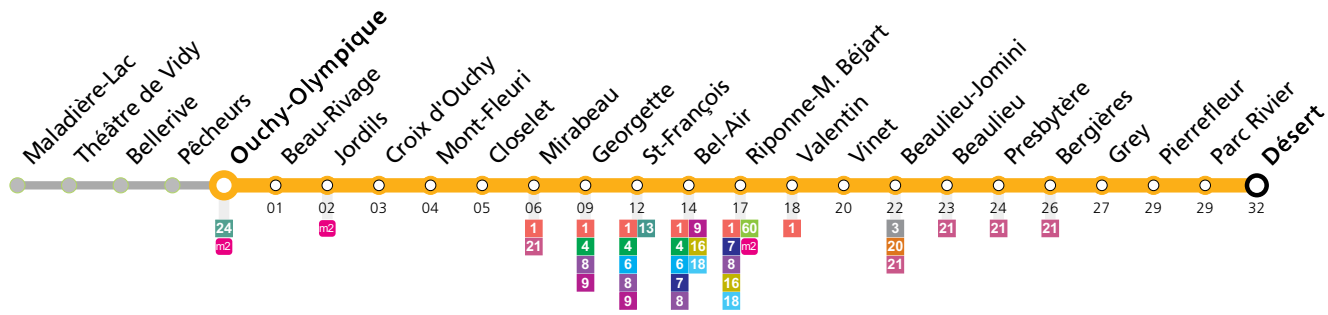 Maladière-Lac
Théâtre de Vidy
Bellerive
Pêcheurs
Ouchy-Olympique
Beau-Rivage
Jordils
Croix d'Ouchy
Mont-Fleuri
Closelet
Mirabeau
Georgette
St-François
Bel-Air
Riponne-M. Béjart
Valentin
Vinet
Beaulieu-Jomini
Beaulieu
Presbytère
Bergières
Grey
Pierrefleur
Parc Rivier
Désert
01 02 03 04 05 06 09 12 14 17 18 20 22 23 24 26 27 29 29 32
24 m2 1 1 1 13 1 9 1 60 1 3 21 21 21
m2 21 4 4 4 16 7 m2 20
8 6 6 18 8 21
9 8 7 16
9 8 18